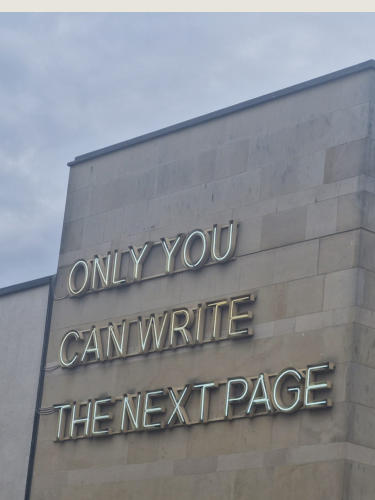 ONLY YOU
CAN WRITE
THE NEXT PAGE